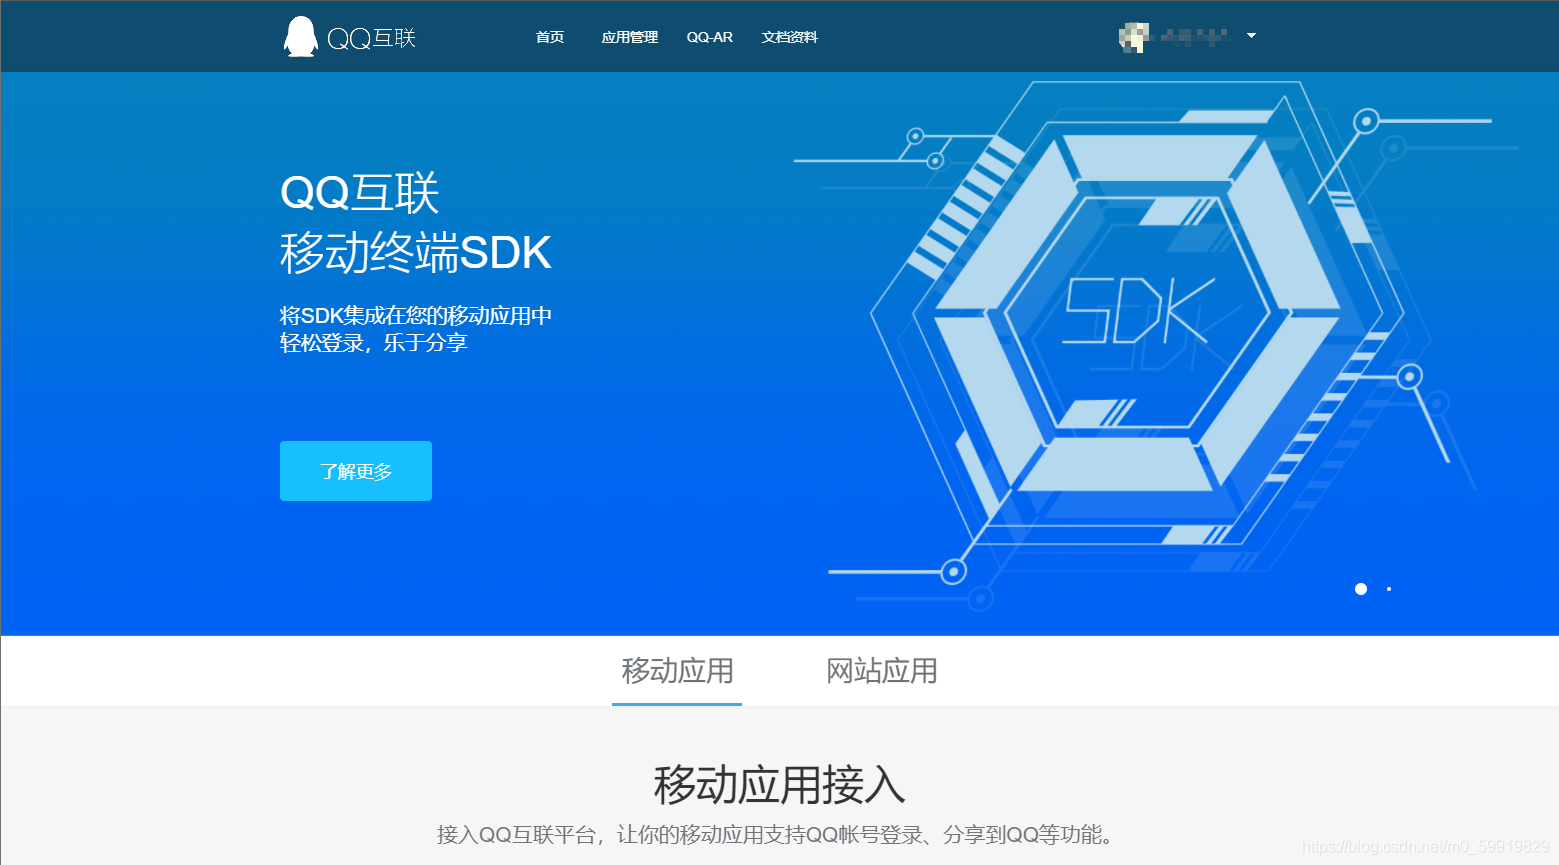 QQ互联
首页 应用管理 QQ-AR 文档资料
QQ互联
移动终端SDK
将SDK集成在您的移动应用中
轻松登录，乐于分享
了解更多
SDK
移动应用 网站应用
移动应用接入
接入QQ互联平台，让你的移动应用支持QQ帐号登录、分享到QQ等功能。
https://blog.csdn.net/m0_59919829